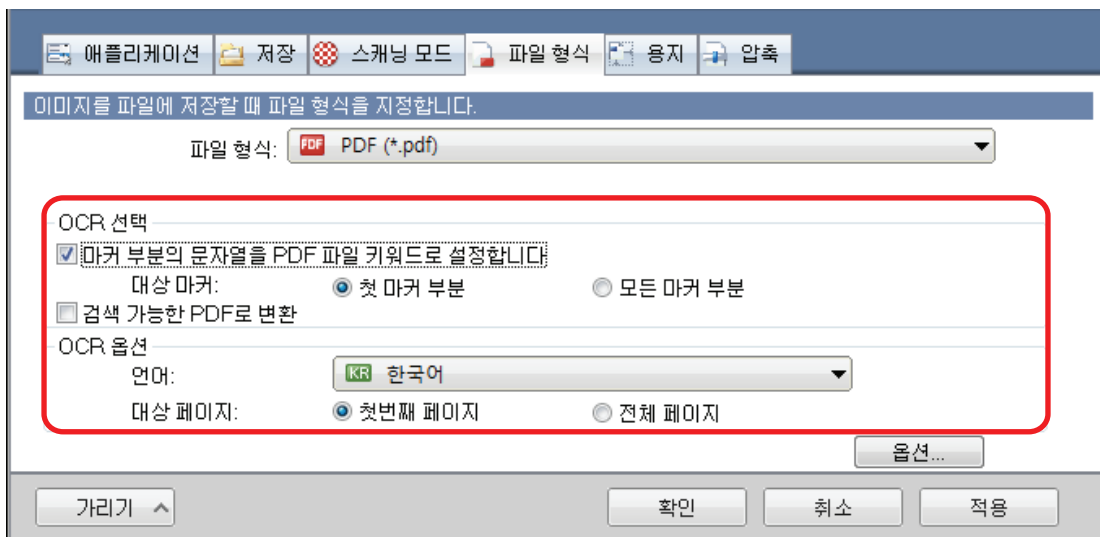 애플리케이션 저장 스캐닝 모드 파일 형식 용지 압축
이미지를 파일에 저장할 때 파일 형식을 지정합니다.
파일 형식: PDF PDF (*.pdf)
OCR 선택
마커 부분의 문자열을 PDF 파일 키워드로 설정합니다
대상 마커: 첫 마커 부분 모든 마커 부분
검색 가능한 PDF로 변환
OCR 옵션
언어: KR 한국어
대상 페이지: 첫번째 페이지 전체 페이지
옵션...
가리기 확인 취소 적용